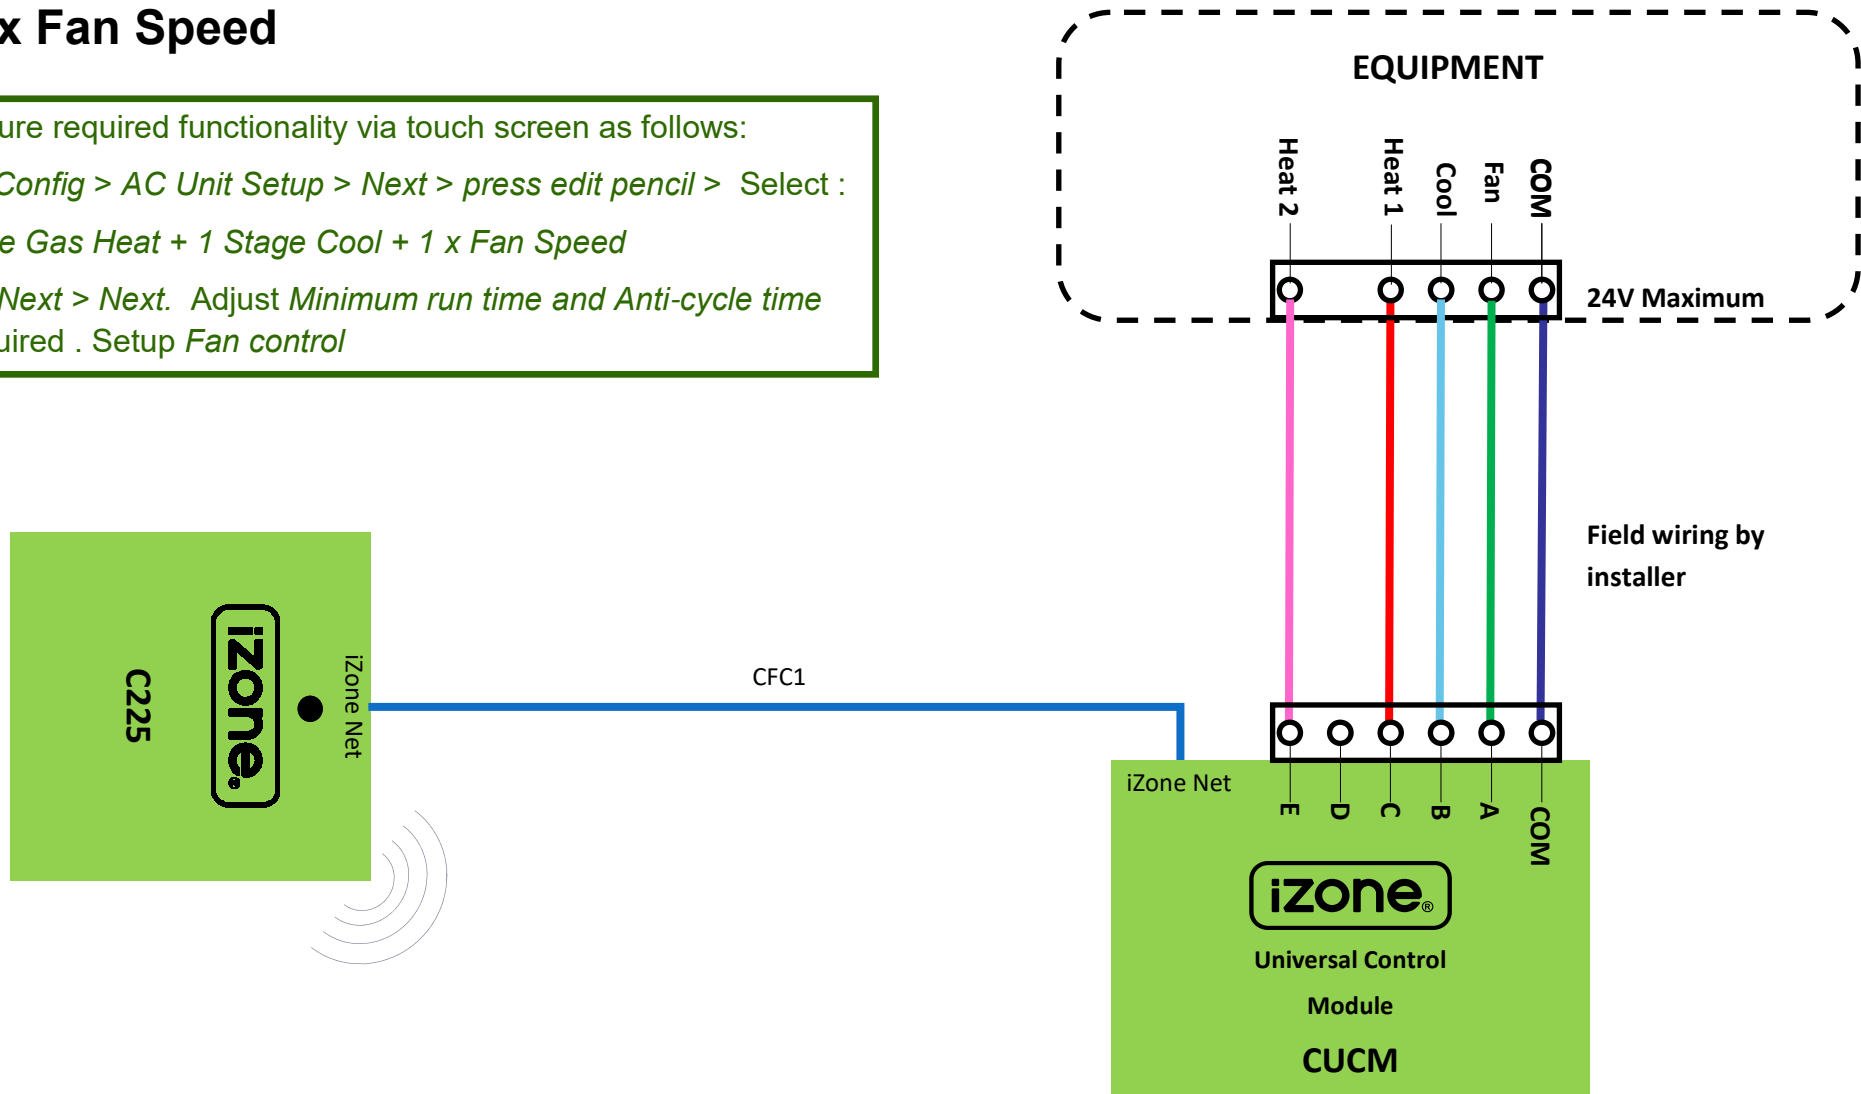 x Fan Speed
ure required functionality via touch screen as follows:
Config > AC Unit Setup > Next > press edit pencil > Select :
e Gas Heat + 1 Stage Cool + 1 x Fan Speed
Next > Next. Adjust Minimum run time and Anti-cycle time
uired . Setup Fan control
EQUIPMENT
Heat 2
Heat 1
Cool
Fan
COM
24V Maximum
Field wiring by
installer
C225
izone®
iZone Net
CFC1
iZone Net
E
D
C
B
A
COM
izone®
Universal Control
Module
CUCM